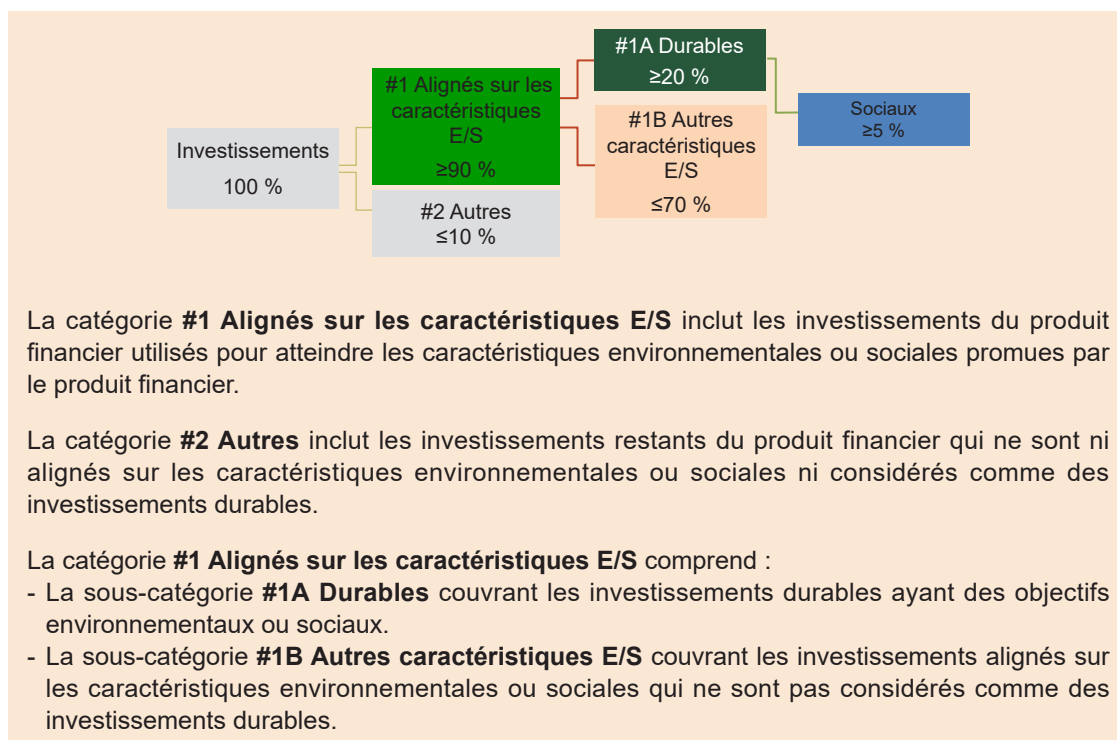 Investissements
100 %
#1 Alignés sur les
caractéristiques
E/S
≥90 %
#2 Autres
≤10 %
#1A Durables
≥20 %
#1B Autres
caractéristiques
E/S
≤70 %
Sociaux
≥5 %
La catégorie #1 Alignés sur les caractéristiques E/S inclut les investissements du produit
financier utilisés pour atteindre les caractéristiques environnementales ou sociales promues par
le produit financier.
La catégorie #2 Autres inclut les investissements restants du produit financier qui ne sont ni
alignés sur les caractéristiques environnementales ou sociales ni considérés comme des
investissements durables.
La catégorie #1 Alignés sur les caractéristiques E/S comprend :
- La sous-catégorie #1A Durables couvrant les investissements durables ayant des objectifs
environnementaux ou sociaux.
- La sous-catégorie #1B Autres caractéristiques E/S couvrant les investissements alignés sur
les caractéristiques environnementales ou sociales qui ne sont pas considérés comme des
investissements durables.